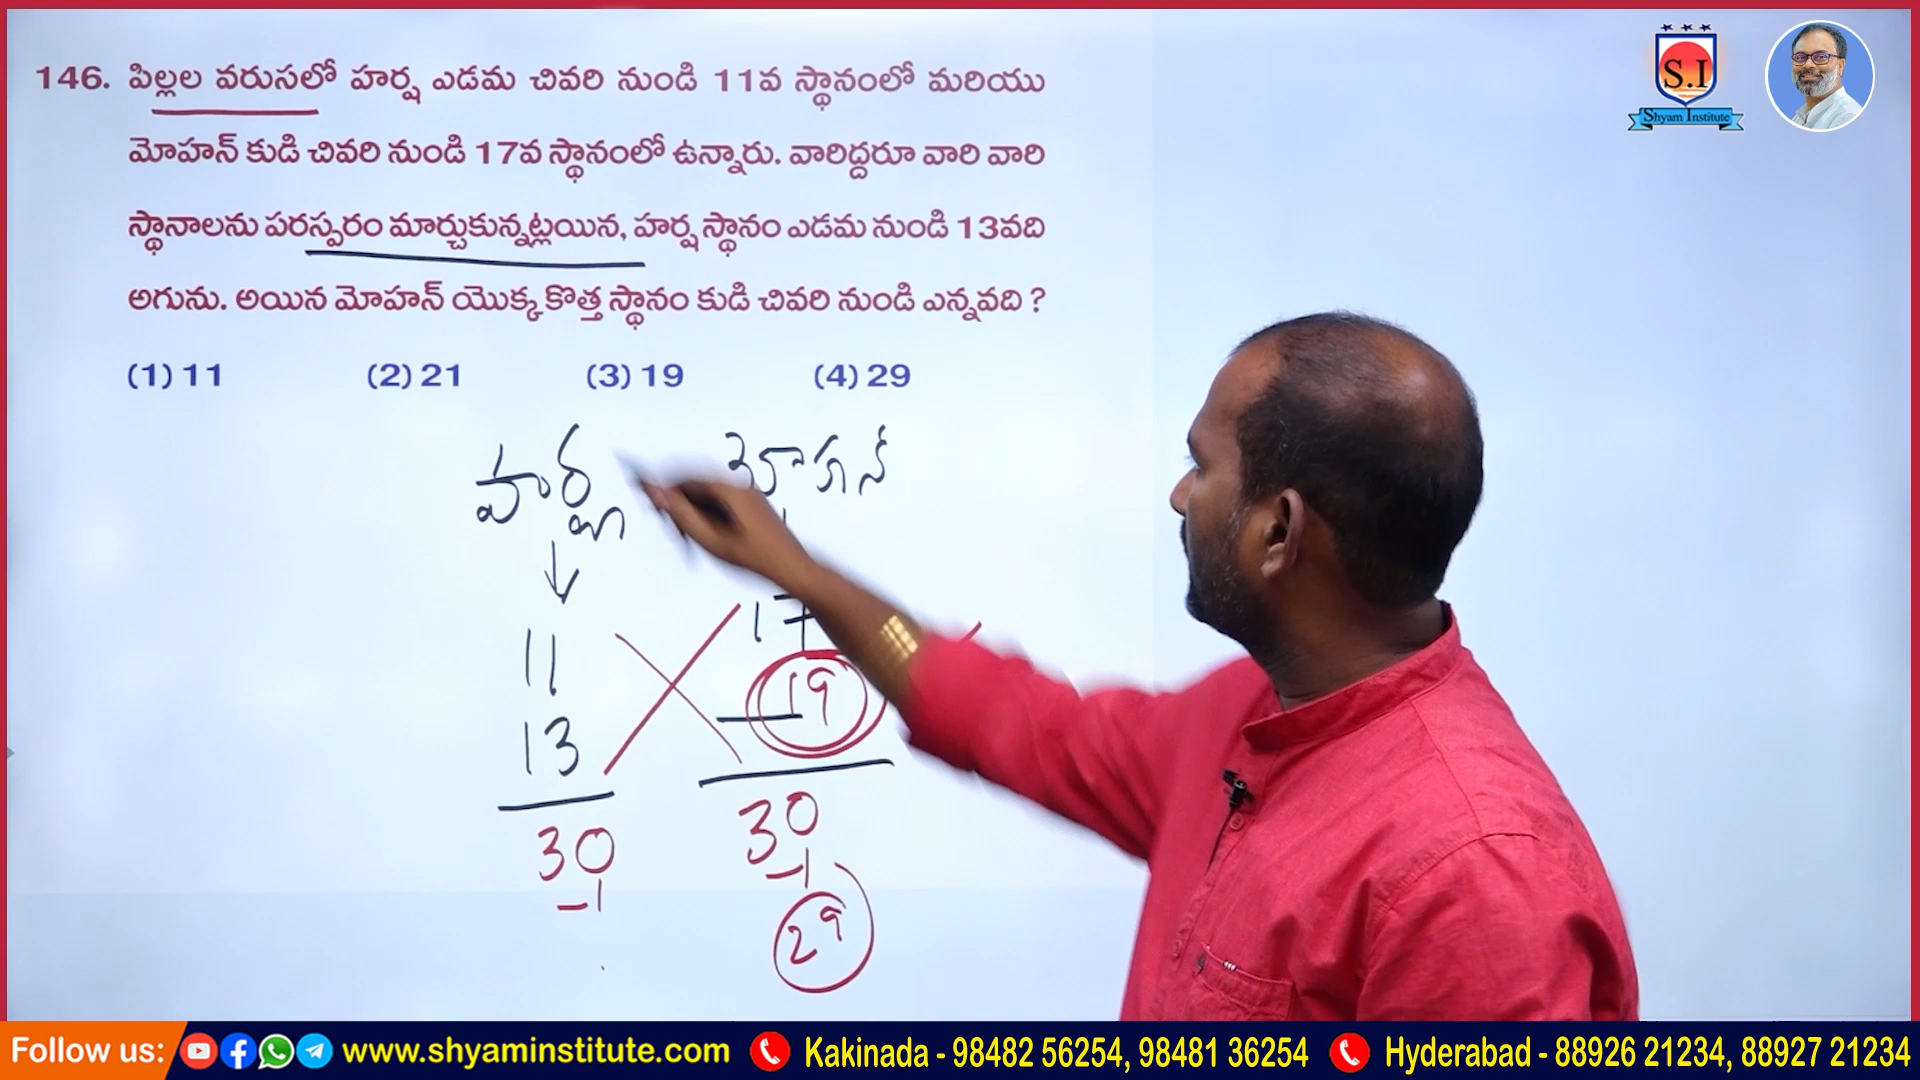 146. పిల్లల వరుసలో హర్ష ఎడమ చివరి నుండి 11వ స్థానంలో మరియు
మోహన్ కుడి చివరి నుండి 17వ స్థానంలో ఉన్నారు. వారిద్దరూ వారి వారి
స్థానాలను పరస్పరం మార్చుకున్నట్లయిన, హర్ష స్థానం ఎడమ నుండి 13వది
అగును. అయిన మోహన్ యొక్క కొత్త స్థానం కుడి చివరి నుండి ఎన్నవది ?
(1) 11 (2) 21 (3) 19 (4) 29
హర్ష మోహన్
11 17
13 19
30 30
-1 -1
29
S.I
Shyam Institute
Follow us: www.shyaminstitute.com Kakinada - 98482 56254, 98481 36254 Hyderabad - 88926 21234, 88927 21234